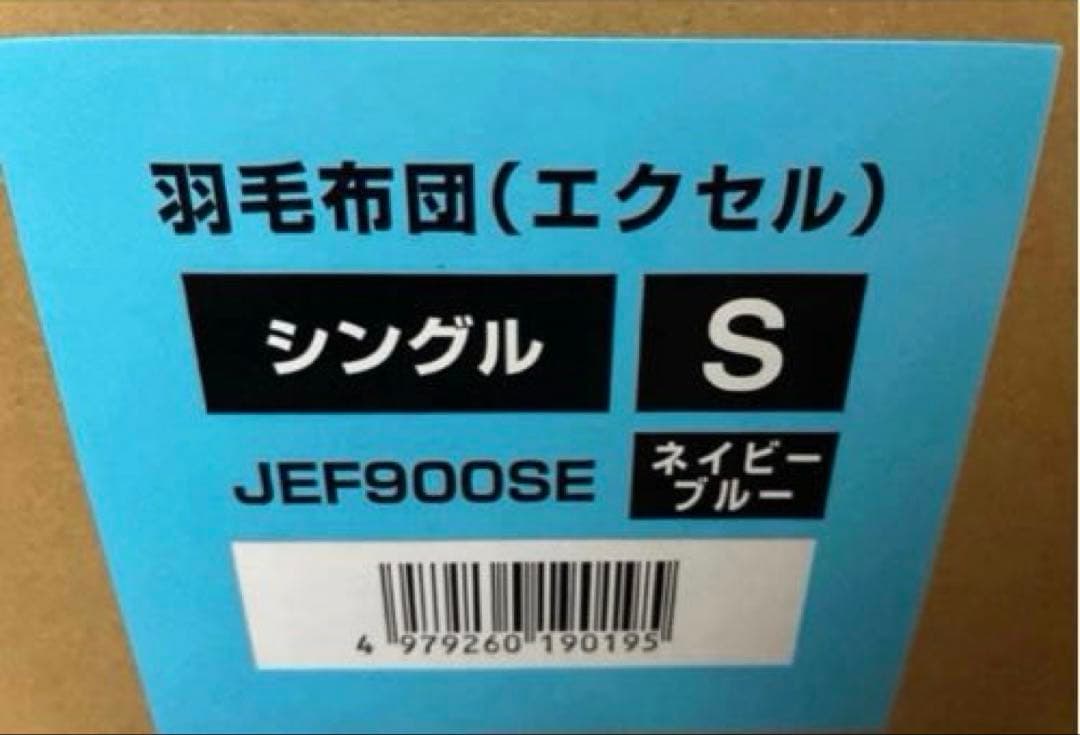 羽毛布団(エクセル)
シングル S
JEF900SE ネイビー
ブルー
4 979260 190195